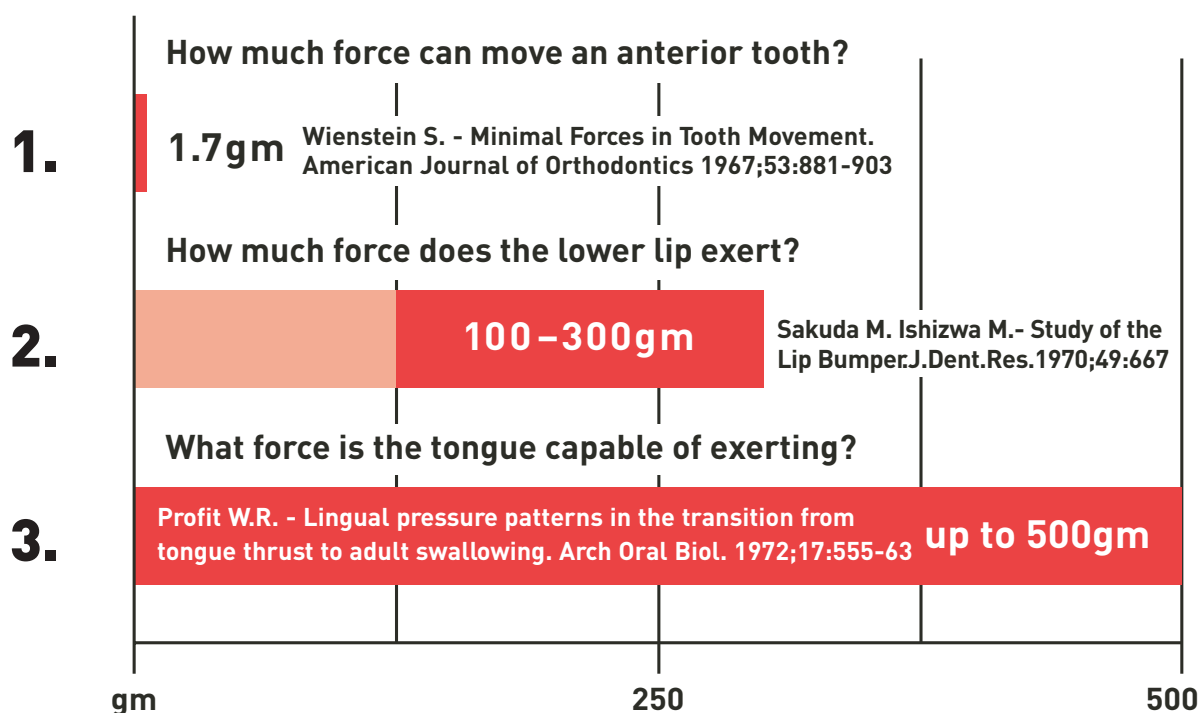 How much force can move an anterior tooth?
1.
1.7gm
Wienstein S. - Minimal Forces in Tooth Movement.
American Journal of Orthodontics 1967;53:881-903
How much force does the lower lip exert?
2.
100–300gm
Sakuda M. Ishizwa M.- Study of the
Lip Bumper.J.Dent.Res.1970;49:667
What force is the tongue capable of exerting?
3.
Profit W.R. - Lingual pressure patterns in the transition from
tongue thrust to adult swallowing. Arch Oral Biol. 1972;17:555-63
up to 500gm
gm 250 500